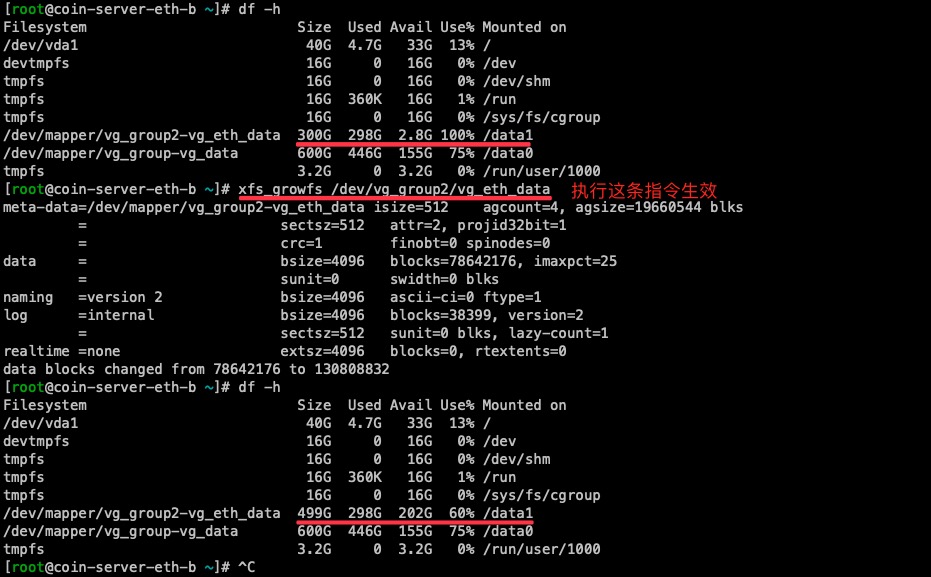 [root@coin-server-eth-b ~]# df -h
Filesystem Size Used Avail Use% Mounted on
/dev/vda1 40G 4.7G 33G 13% /
devtmpfs 16G 0 16G 0% /dev
tmpfs 16G 0 16G 0% /dev/shm
tmpfs 16G 360K 16G 1% /run
tmpfs 16G 0 16G 0% /sys/fs/cgroup
/dev/mapper/vg_group2-vg_eth_data 300G 298G 2.8G 100% /data1
/dev/mapper/vg_group-vg_data 600G 446G 155G 75% /data0
tmpfs 3.2G 0 3.2G 0% /run/user/1000
[root@coin-server-eth-b ~]# xfs_growfs /dev/vg_group2/vg_eth_data 执行这条指令生效
meta-data=/dev/mapper/vg_group2-vg_eth_data isize=512 agcount=4, agsize=19660544 blks
= sectsz=512 attr=2, projid32bit=1
= crc=1 finobt=0 spinodes=0
data = bsize=4096 blocks=78642176, imaxpct=25
= sunit=0 swidth=0 blks
naming =version 2 bsize=4096 ascii-ci=0 ftype=1
log =internal bsize=4096 blocks=38399, version=2
= sectsz=512 sunit=0 blks, lazy-count=1
realtime =none extsz=4096 blocks=0, rtextents=0
data blocks changed from 78642176 to 130808832
[root@coin-server-eth-b ~]# df -h
Filesystem Size Used Avail Use% Mounted on
/dev/vda1 40G 4.7G 33G 13% /
devtmpfs 16G 0 16G 0% /dev
tmpfs 16G 0 16G 0% /dev/shm
tmpfs 16G 360K 16G 1% /run
tmpfs 16G 0 16G 0% /sys/fs/cgroup
/dev/mapper/vg_group2-vg_eth_data 499G 298G 202G 60% /data1
/dev/mapper/vg_group-vg_data 600G 446G 155G 75% /data0
tmpfs 3.2G 0 3.2G 0% /run/user/1000
[root@coin-server-eth-b ~]# ^C